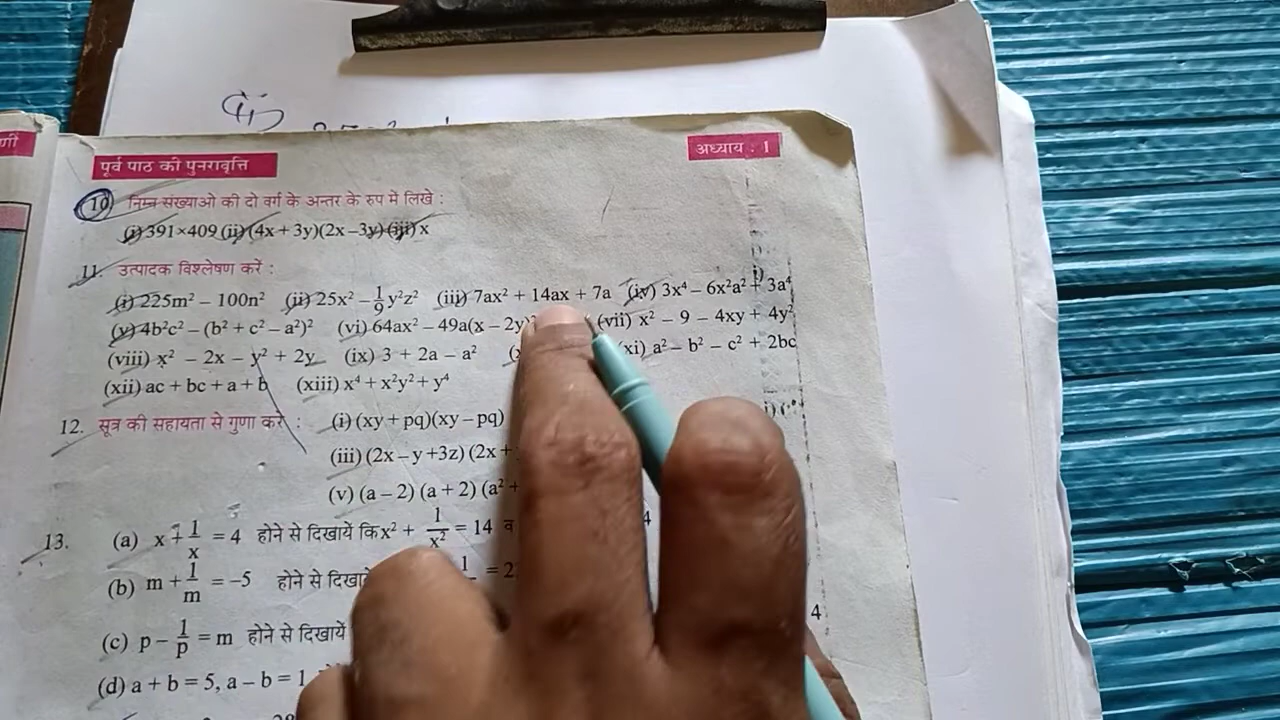 (ii)
णी
पूर्व पाठ की पुनरावृत्ति
अध्याय : 1
10 निम्न संख्याओ की दो वर्ग के अन्तर के रुप में लिखे :
(i) 391×409 (ii) (4x + 3y)(2x – 3y) (iii) x
11. उत्पादक विश्लेषण करें :
(i) 225m² – 100n² (ii) 25x² – 1/9 y²z² (iii) 7ax² + 14ax + 7a (iv) 3x⁴ – 6x²a² + 3a⁴
(v) 4b²c² – (b² + c² – a²)² (vi) 64ax² – 49a(x – 2y)² (vii) x² – 9 – 4xy + 4y²
(viii) x² – 2x – y² + 2y (ix) 3 + 2a – a² (xi) a² – b² – c² + 2bc
(xii) ac + bc + a + b (xiii) x⁴ + x²y² + y⁴
12. सूत्र की सहायता से गुणा करें : (i) (xy + pq)(xy – pq)
(iii) (2x – y +3z) (2x +
(v) (a – 2) (a + 2) (a² +
13. (a) x + 1/x = 4 होने से दिखायें कि x² + 1/x² = 14 व
(b) m + 1/m = –5 होने से
(c) p – 1/p = m होने से दिखायें
(d) a + b = 5, a – b = 1